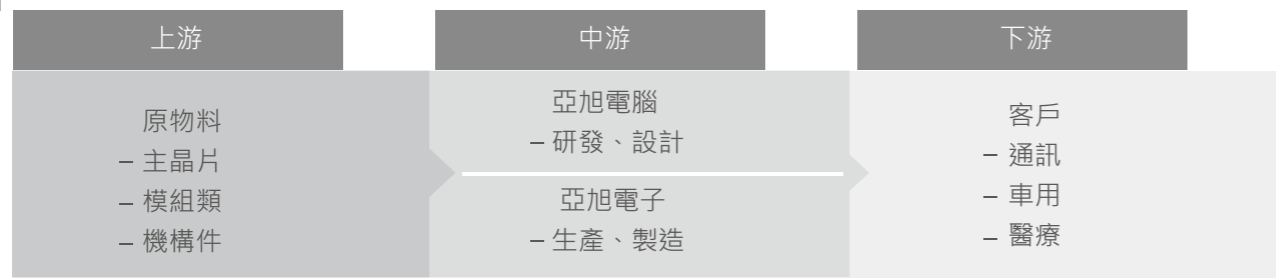 上游
原物料
– 主晶片
– 模組類
– 機構件
中游
亞旭電腦
– 研發、設計
亞旭電子
– 生產、製造
下游
客戶
– 通訊
– 車用
– 醫療